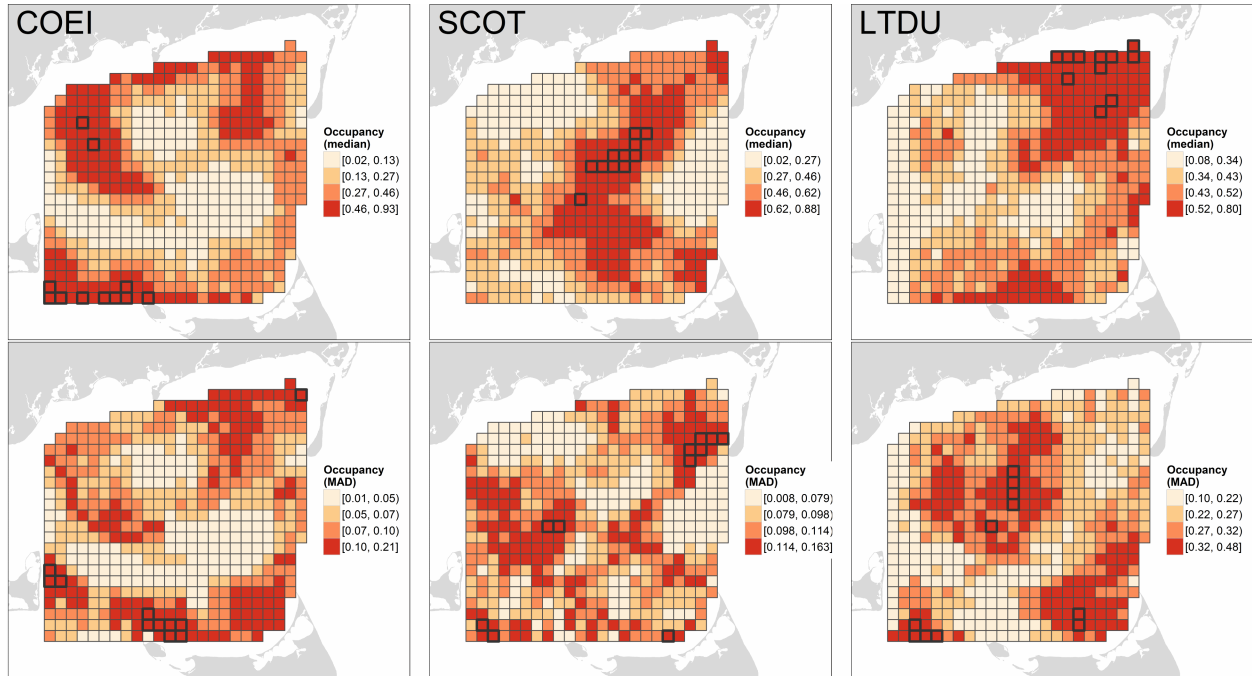 COEI
Occupancy
(median)
[0.02, 0.13]
[0.13, 0.27]
[0.27, 0.46]
[0.46, 0.93]
SCOT
Occupancy
(median)
[0.02, 0.27]
[0.27, 0.46]
[0.46, 0.62]
[0.62, 0.88]
LTDU
Occupancy
(median)
[0.08, 0.34]
[0.34, 0.43]
[0.43, 0.52]
[0.52, 0.80]
Occupancy
(MAD)
[0.01, 0.05]
[0.05, 0.07]
[0.07, 0.10]
[0.10, 0.21]
Occupancy
(MAD)
[0.008, 0.079]
[0.079, 0.098]
[0.098, 0.114]
[0.114, 0.163]
Occupancy
(MAD)
[0.10, 0.22]
[0.22, 0.27]
[0.27, 0.32]
[0.32, 0.48]